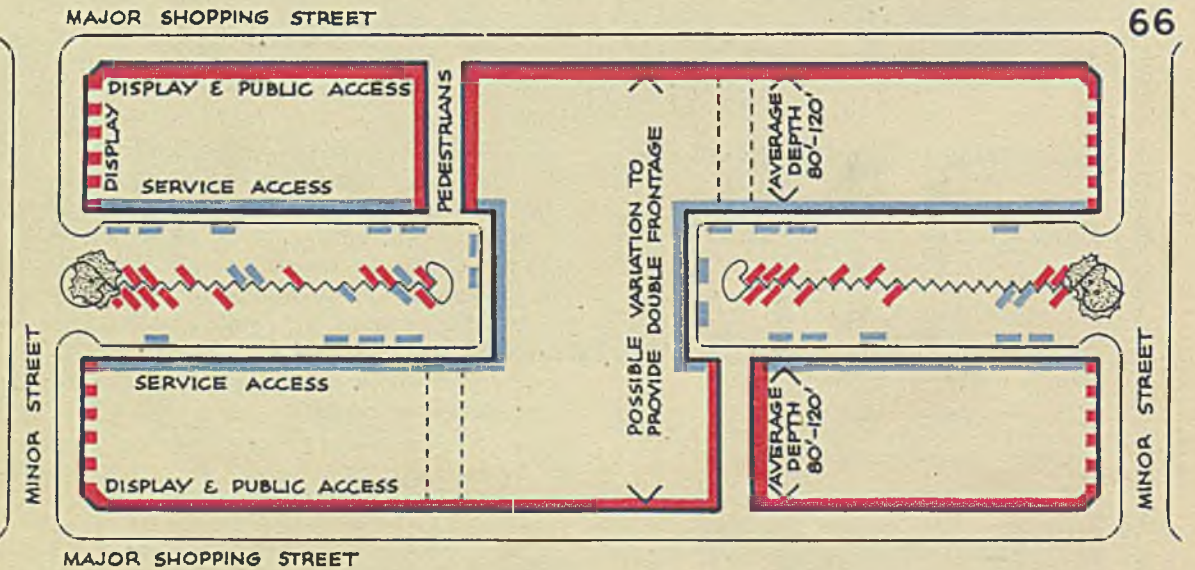 MAJOR SHOPPING STREET
66
DISPLAY & PUBLIC ACCESS
DISPLAY
SERVICE ACCESS
PEDESTRIANS
POSSIBLE VARIATION TO
PROVIDE DOUBLE FRONTAGE
AVERAGE
DEPTH
80'-120'
MINOR STREET
SERVICE ACCESS
DISPLAY & PUBLIC ACCESS
AVERAGE
DEPTH
80'-120'
MINOR STREET
MAJOR SHOPPING STREET